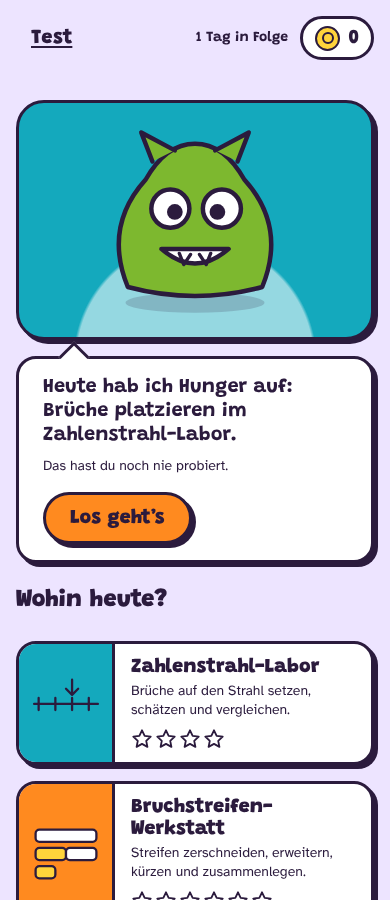 Test
1 Tag in Folge
0
Heute hab ich Hunger auf:
Brüche platzieren im
Zahlenstrahl-Labor.
Das hast du noch nie probiert.
Los geht's
Wohin heute?
Zahlenstrahl-Labor
Brüche auf den Strahl setzen,
schätzen und vergleichen.
Bruchstreifen-
Werkstatt
Streifen zerschneiden, erweitern,
kürzen und zusammenlegen.